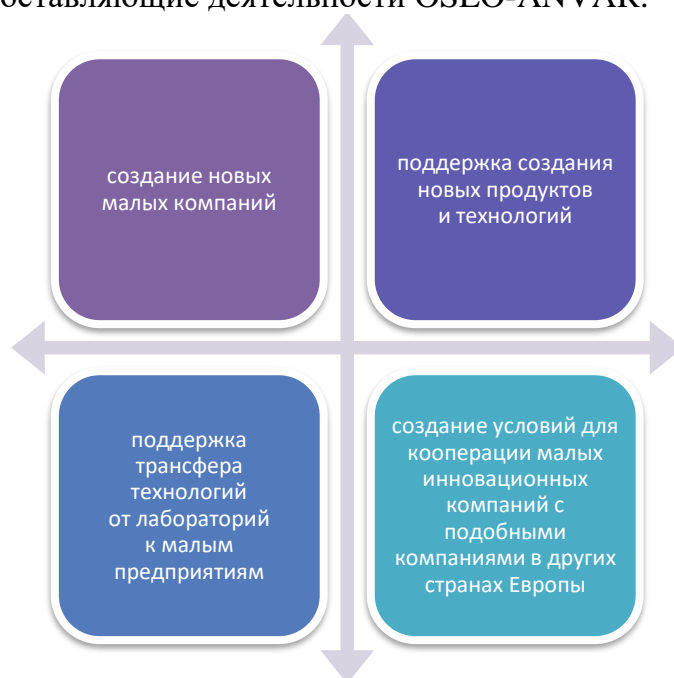 оставляющие деятельности OSEO-ANVAR:
создание новых
малых компаний
поддержка создания
новых продуктов
и технологий
поддержка
трансфера
технологий
от лабораторий
к малым
предприятиям
создание условий для
кооперации малых
инновационных
компаний с
подобными
компаниями в других
странах Европы